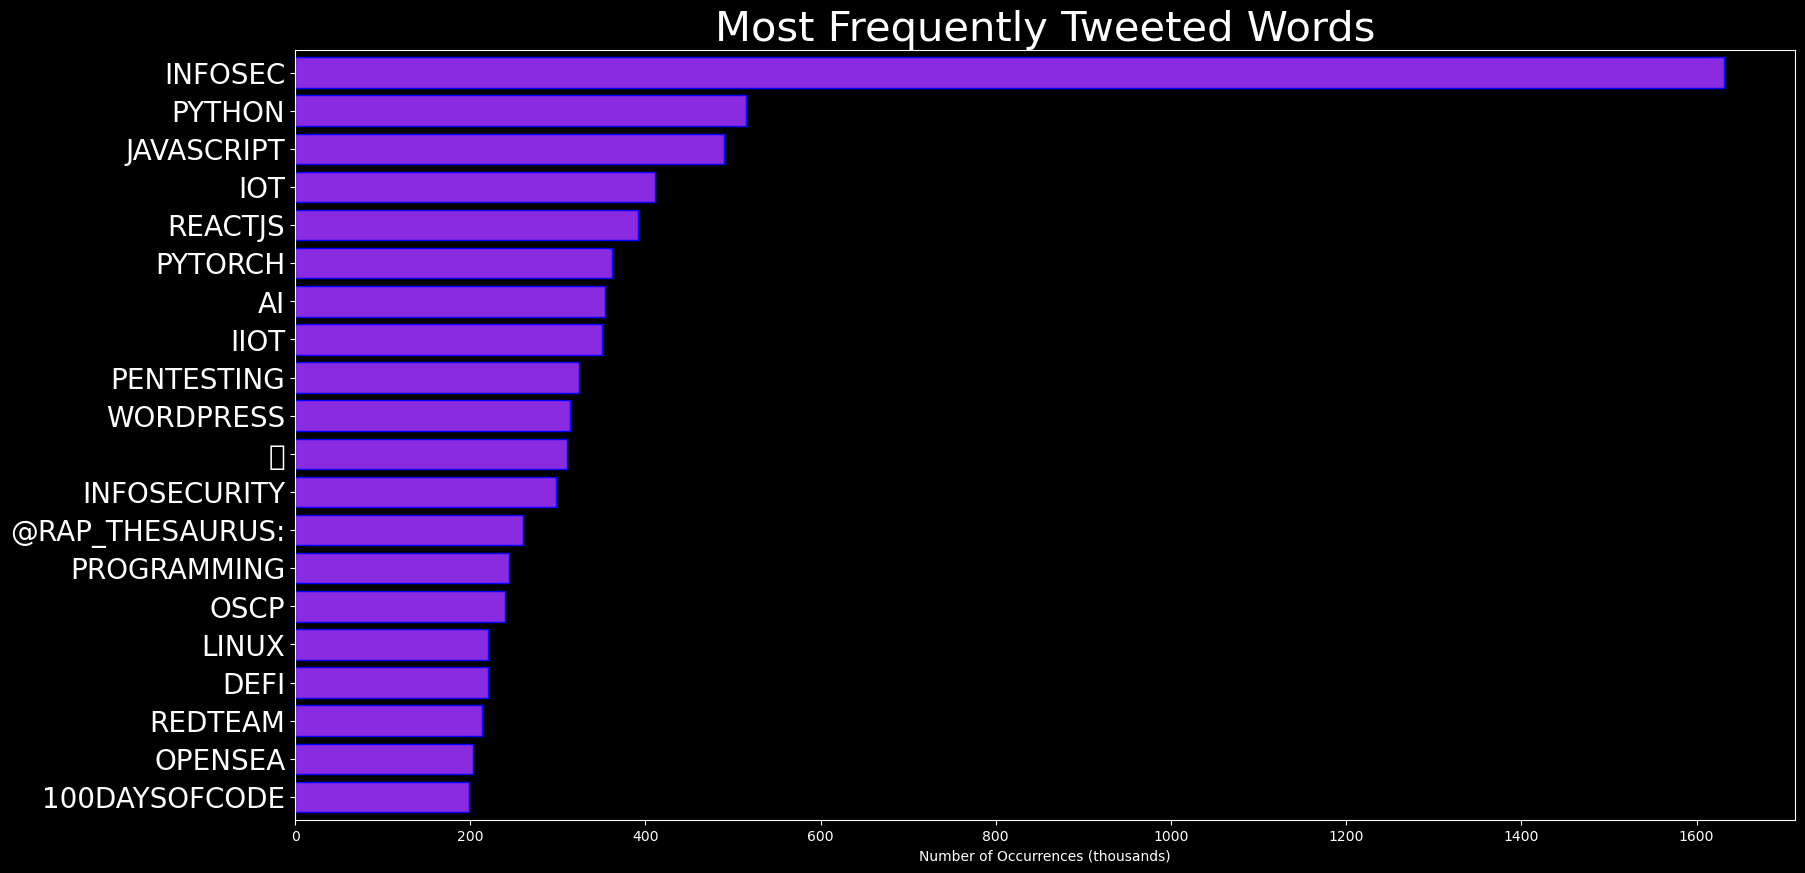 Most Frequently Tweeted Words
INFOSEC
PYTHON
JAVASCRIPT
IOT
REACTJS
PYTORCH
AI
IIOT
PENTESTING
WORDPRESS
INFOSECURITY
@RAP_THESAURUS:
PROGRAMMING
OSCP
LINUX
DEFI
REDTEAM
OPENSEA
100DAYSOFCODE
0 200 400 600 800 1000 1200 1400 1600
Number of Occurrences (thousands)